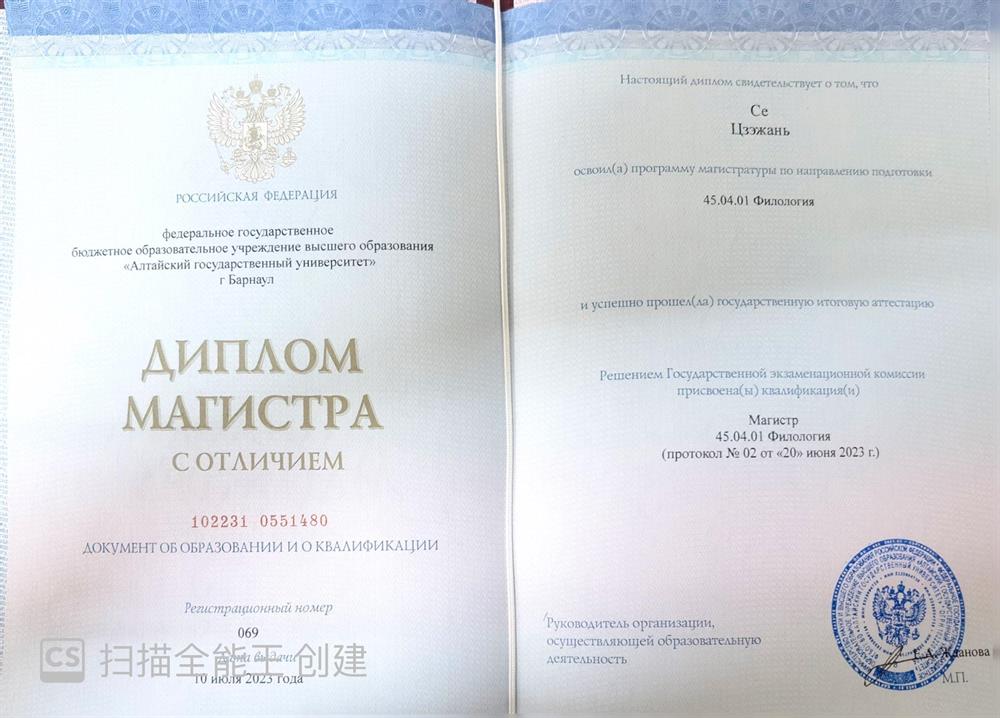 РОССИЙСКАЯ ФЕДЕРАЦИЯ
федеральное государственное
бюджетное образовательное учреждение высшего образования
«Алтайский государственный университет»
г Барнаул
ДИПЛОМ
МАГИСТРА
С ОТЛИЧИЕМ
102231 0551480
ДОКУМЕНТ ОБ ОБРАЗОВАНИИ И О КВАЛИФИКАЦИИ
Регистрационный номер
069
Дата выдачи
10 июля 2023 года
CS 扫描全能王 创建
Настоящий диплом свидетельствует о том, что
Се
Цзэжань
освоил(а) программу магистратуры по направлению подготовки
45.04.01 Филология
и успешно прошел(ла) государственную итоговую аттестацию
Решением Государственной экзаменационной комиссии
присвоена(ы) квалификация(и)
Магистр
45.04.01 Филология
(протокол № 02 от «20» июня 2023 г.)
Руководитель организации,
осуществляющей образовательную
деятельность
Е.А. Жданова
М.П.